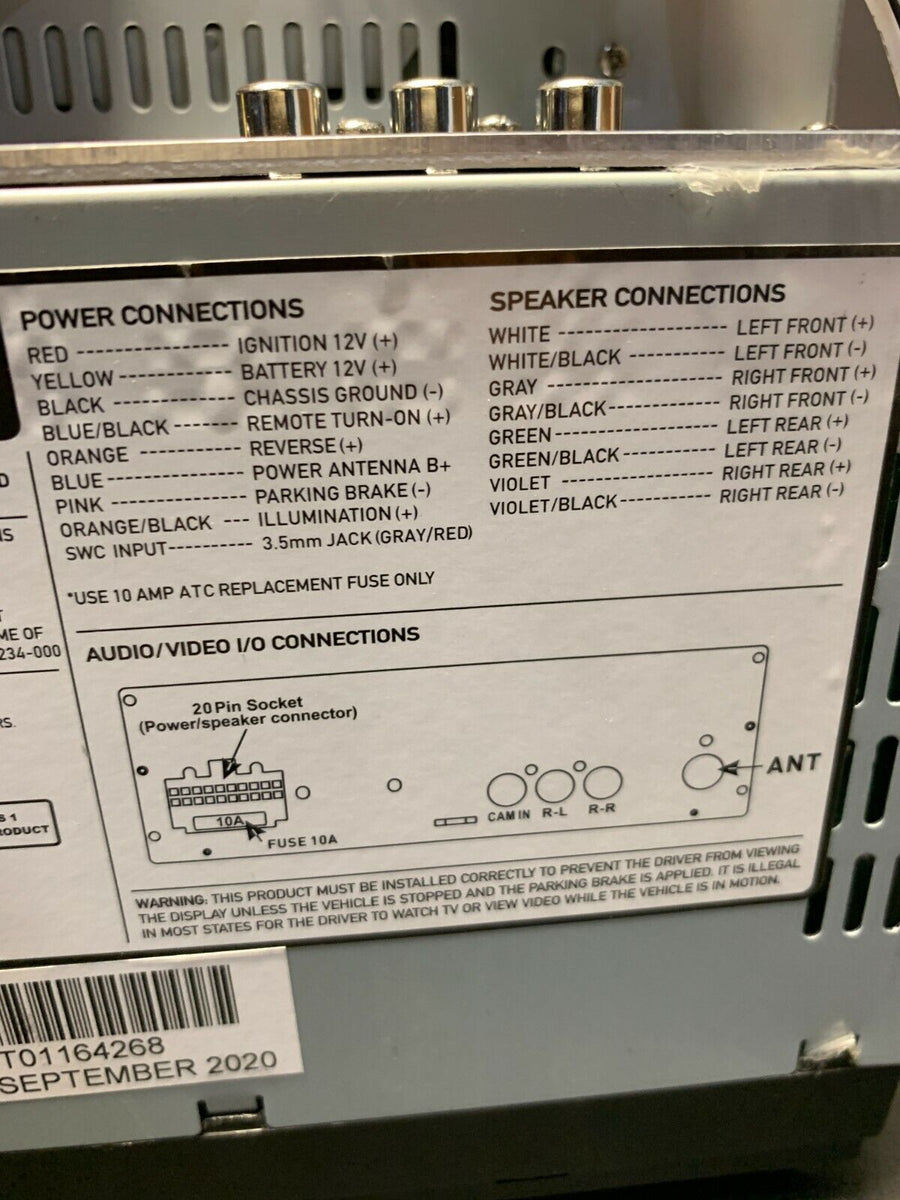 POWER CONNECTIONS
RED ---------------- IGNITION 12V (+)
YELLOW ------------ BATTERY 12V (+)
BLACK ------------- CHASSIS GROUND (-)
BLUE/BLACK ------- REMOTE TURN-ON (+)
ORANGE ----------- REVERSE (+)
BLUE --------------- POWER ANTENNA B+
PINK --------------- PARKING BRAKE (-)
ORANGE/BLACK --- ILLUMINATION (+)
SWC INPUT---------- 3.5mm JACK (GRAY/RED)
*USE 10 AMP ATC REPLACEMENT FUSE ONLY
SPEAKER CONNECTIONS
WHITE ------------------ LEFT FRONT (+)
WHITE/BLACK ---------- LEFT FRONT (-)
GRAY ------------------ RIGHT FRONT (+)
GRAY/BLACK------------ RIGHT FRONT (-)
GREEN----------------- LEFT REAR (+)
GREEN/BLACK---------- LEFT REAR (-)
VIOLET ---------------- RIGHT REAR (+)
VIOLET/BLACK---------- RIGHT REAR (-)
ME OF
234-000
RS.
S 1
RODUCT
AUDIO/VIDEO I/O CONNECTIONS
20 Pin Socket
(Power/speaker connector)
10A
FUSE 10A
CAM IN R-L R-R
ANT
WARNING: THIS PRODUCT MUST BE INSTALLED CORRECTLY TO PREVENT THE DRIVER FROM VIEWING
THE DISPLAY UNLESS THE VEHICLE IS STOPPED AND THE PARKING BRAKE IS APPLIED. IT IS ILLEGAL
IN MOST STATES FOR THE DRIVER TO WATCH TV OR VIEW VIDEO WHILE THE VEHICLE IS IN MOTION.
T01164268
SEPTEMBER 2020